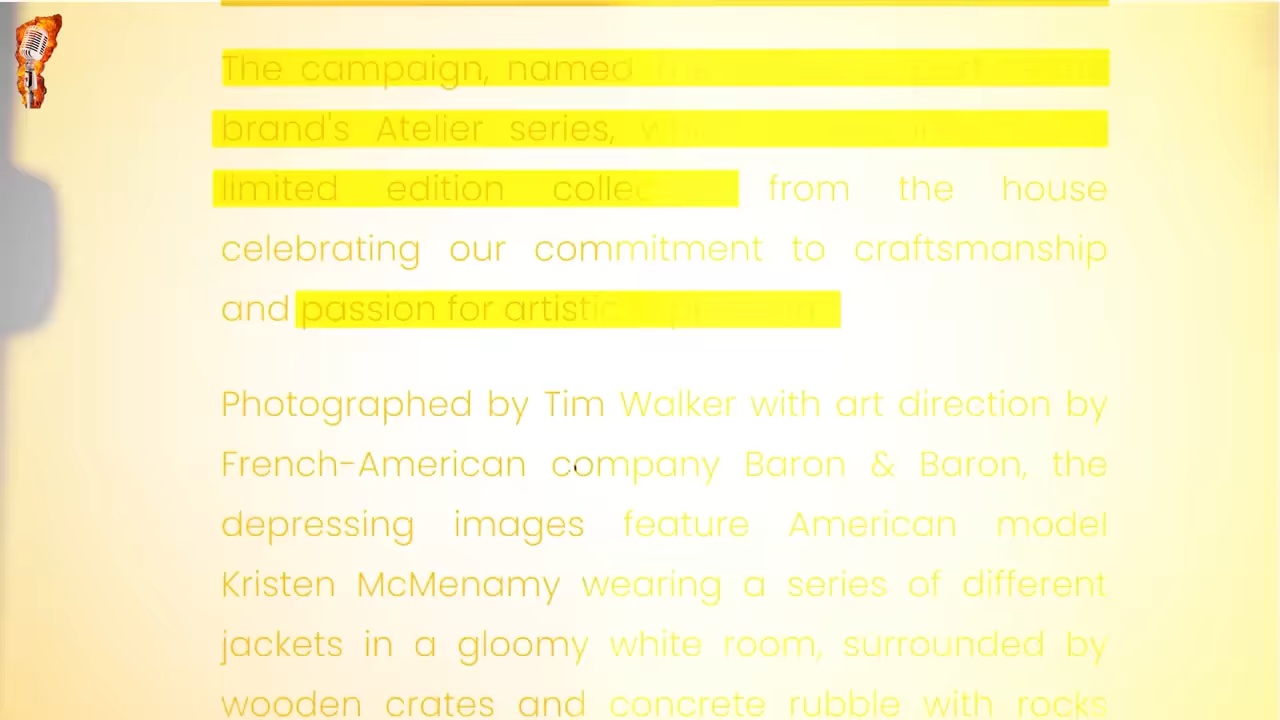 The campaign, named
brand's Atelier series,
limited edition from the house
celebrating our commitment to craftsmanship
and passion for artistic
Photographed by Tim Walker with art direction by
French-American company Baron & Baron, the
depressing images feature American model
Kristen McMenamy wearing a series of different
jackets in a gloomy white room, surrounded by
wooden crates and concrete rubble with rocks